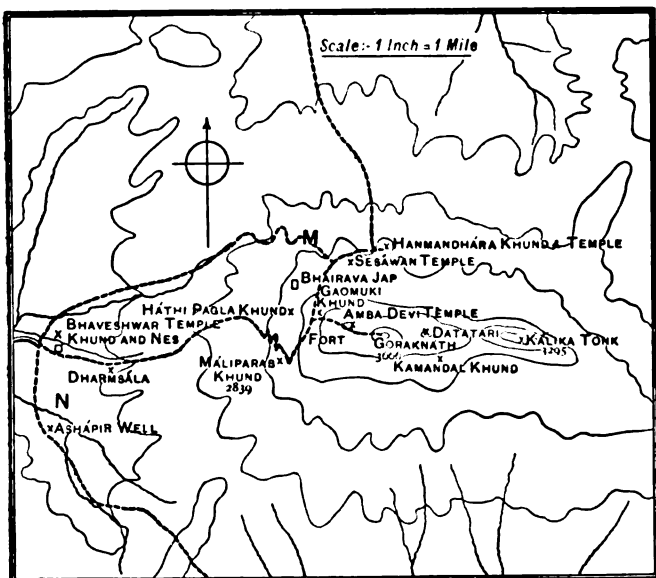 Scale:- 1 Inch = 1 Mile
M
HANMANDHÁRA KHUND & TEMPLE
SESÁWAN TEMPLE
BHAIRAVA JAP
GAOMUKI
KHUND
HÁTHI PAGLA KHUND
AMBA DEVI TEMPLE
BHAVESHWAR TEMPLE
KHUND AND NES
FORT
GORAKNATH
DATATARI
KÁLIKA TONK
3295
MÁLIPARAB
KHUND
2839
KAMANDAL KHUND
DHARMSÁLA
N
ASHÁPIR WELL